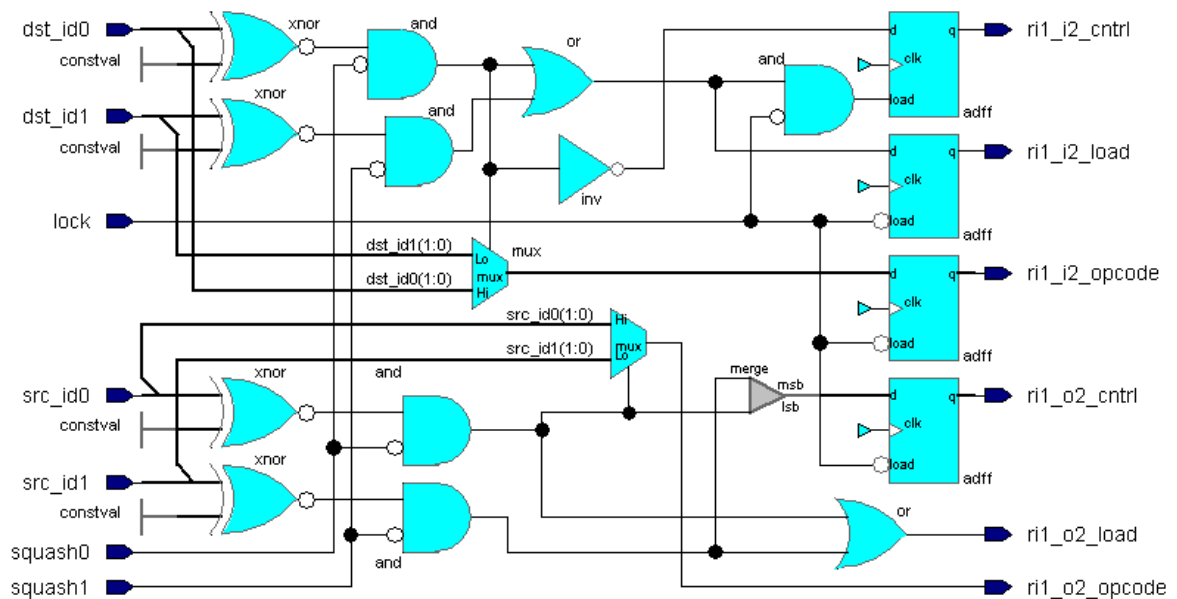 xnor
and
dst_id0
ri1_i2_cntrl
or
d
q
constval
and
clk
xnor
load
and
adff
dst_id1
constval
d
q
ri1_i2_load
clk
inv
lock
load
adff
dst_id1(1:0)
mux
Lo
mux
Hi
dst_id0(1:0)
d
q
ri1_i2_opcode
clk
src_id0(1:0)
Hi
mux
Lo
src_id1(1:0)
load
adff
xnor
and
merge
msb
lsb
src_id0
d
q
ri1_o2_cntrl
constval
clk
xnor
load
adff
src_id1
constval
or
ri1_o2_load
squash0
and
squash1
ri1_o2_opcode